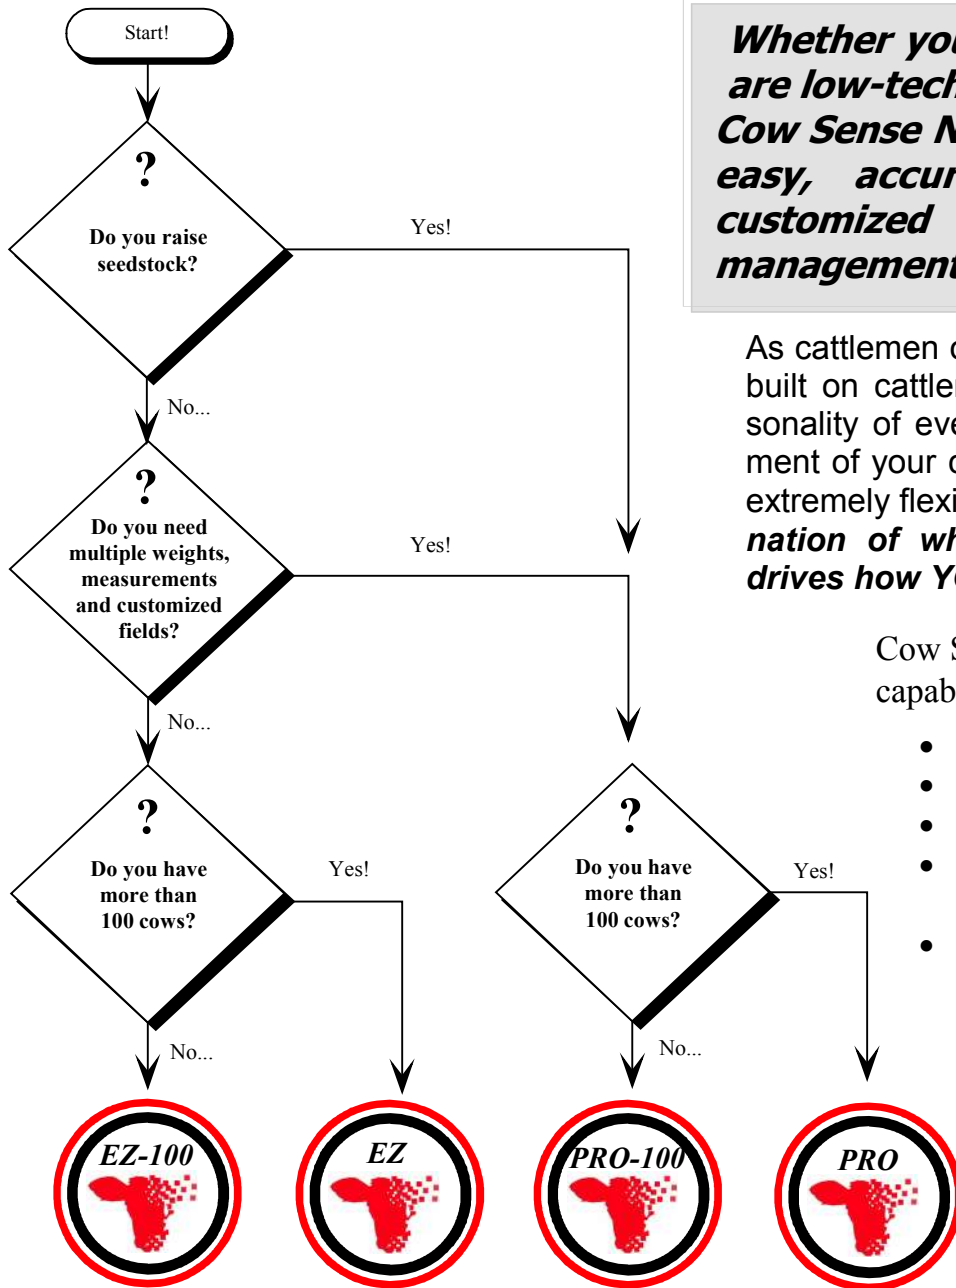 Start!
?
Do you raise
seedstock?
Yes!
No...
?
Do you need
multiple weights,
measurements
and customized
fields?
Yes!
No...
?
Do you have
more than
100 cows?
Yes!
No...
?
Do you have
more than
100 cows?
Yes!
No...
EZ-100
EZ
PRO-100
PRO
Whether you
are low-tech
Cow Sense N
easy, accur
customized
management
As cattlemen
built on cattle
sonality of eve
ment of your
extremely flexi
nation of wh
drives how YO
Cow S
capab
•
•
•
•
•